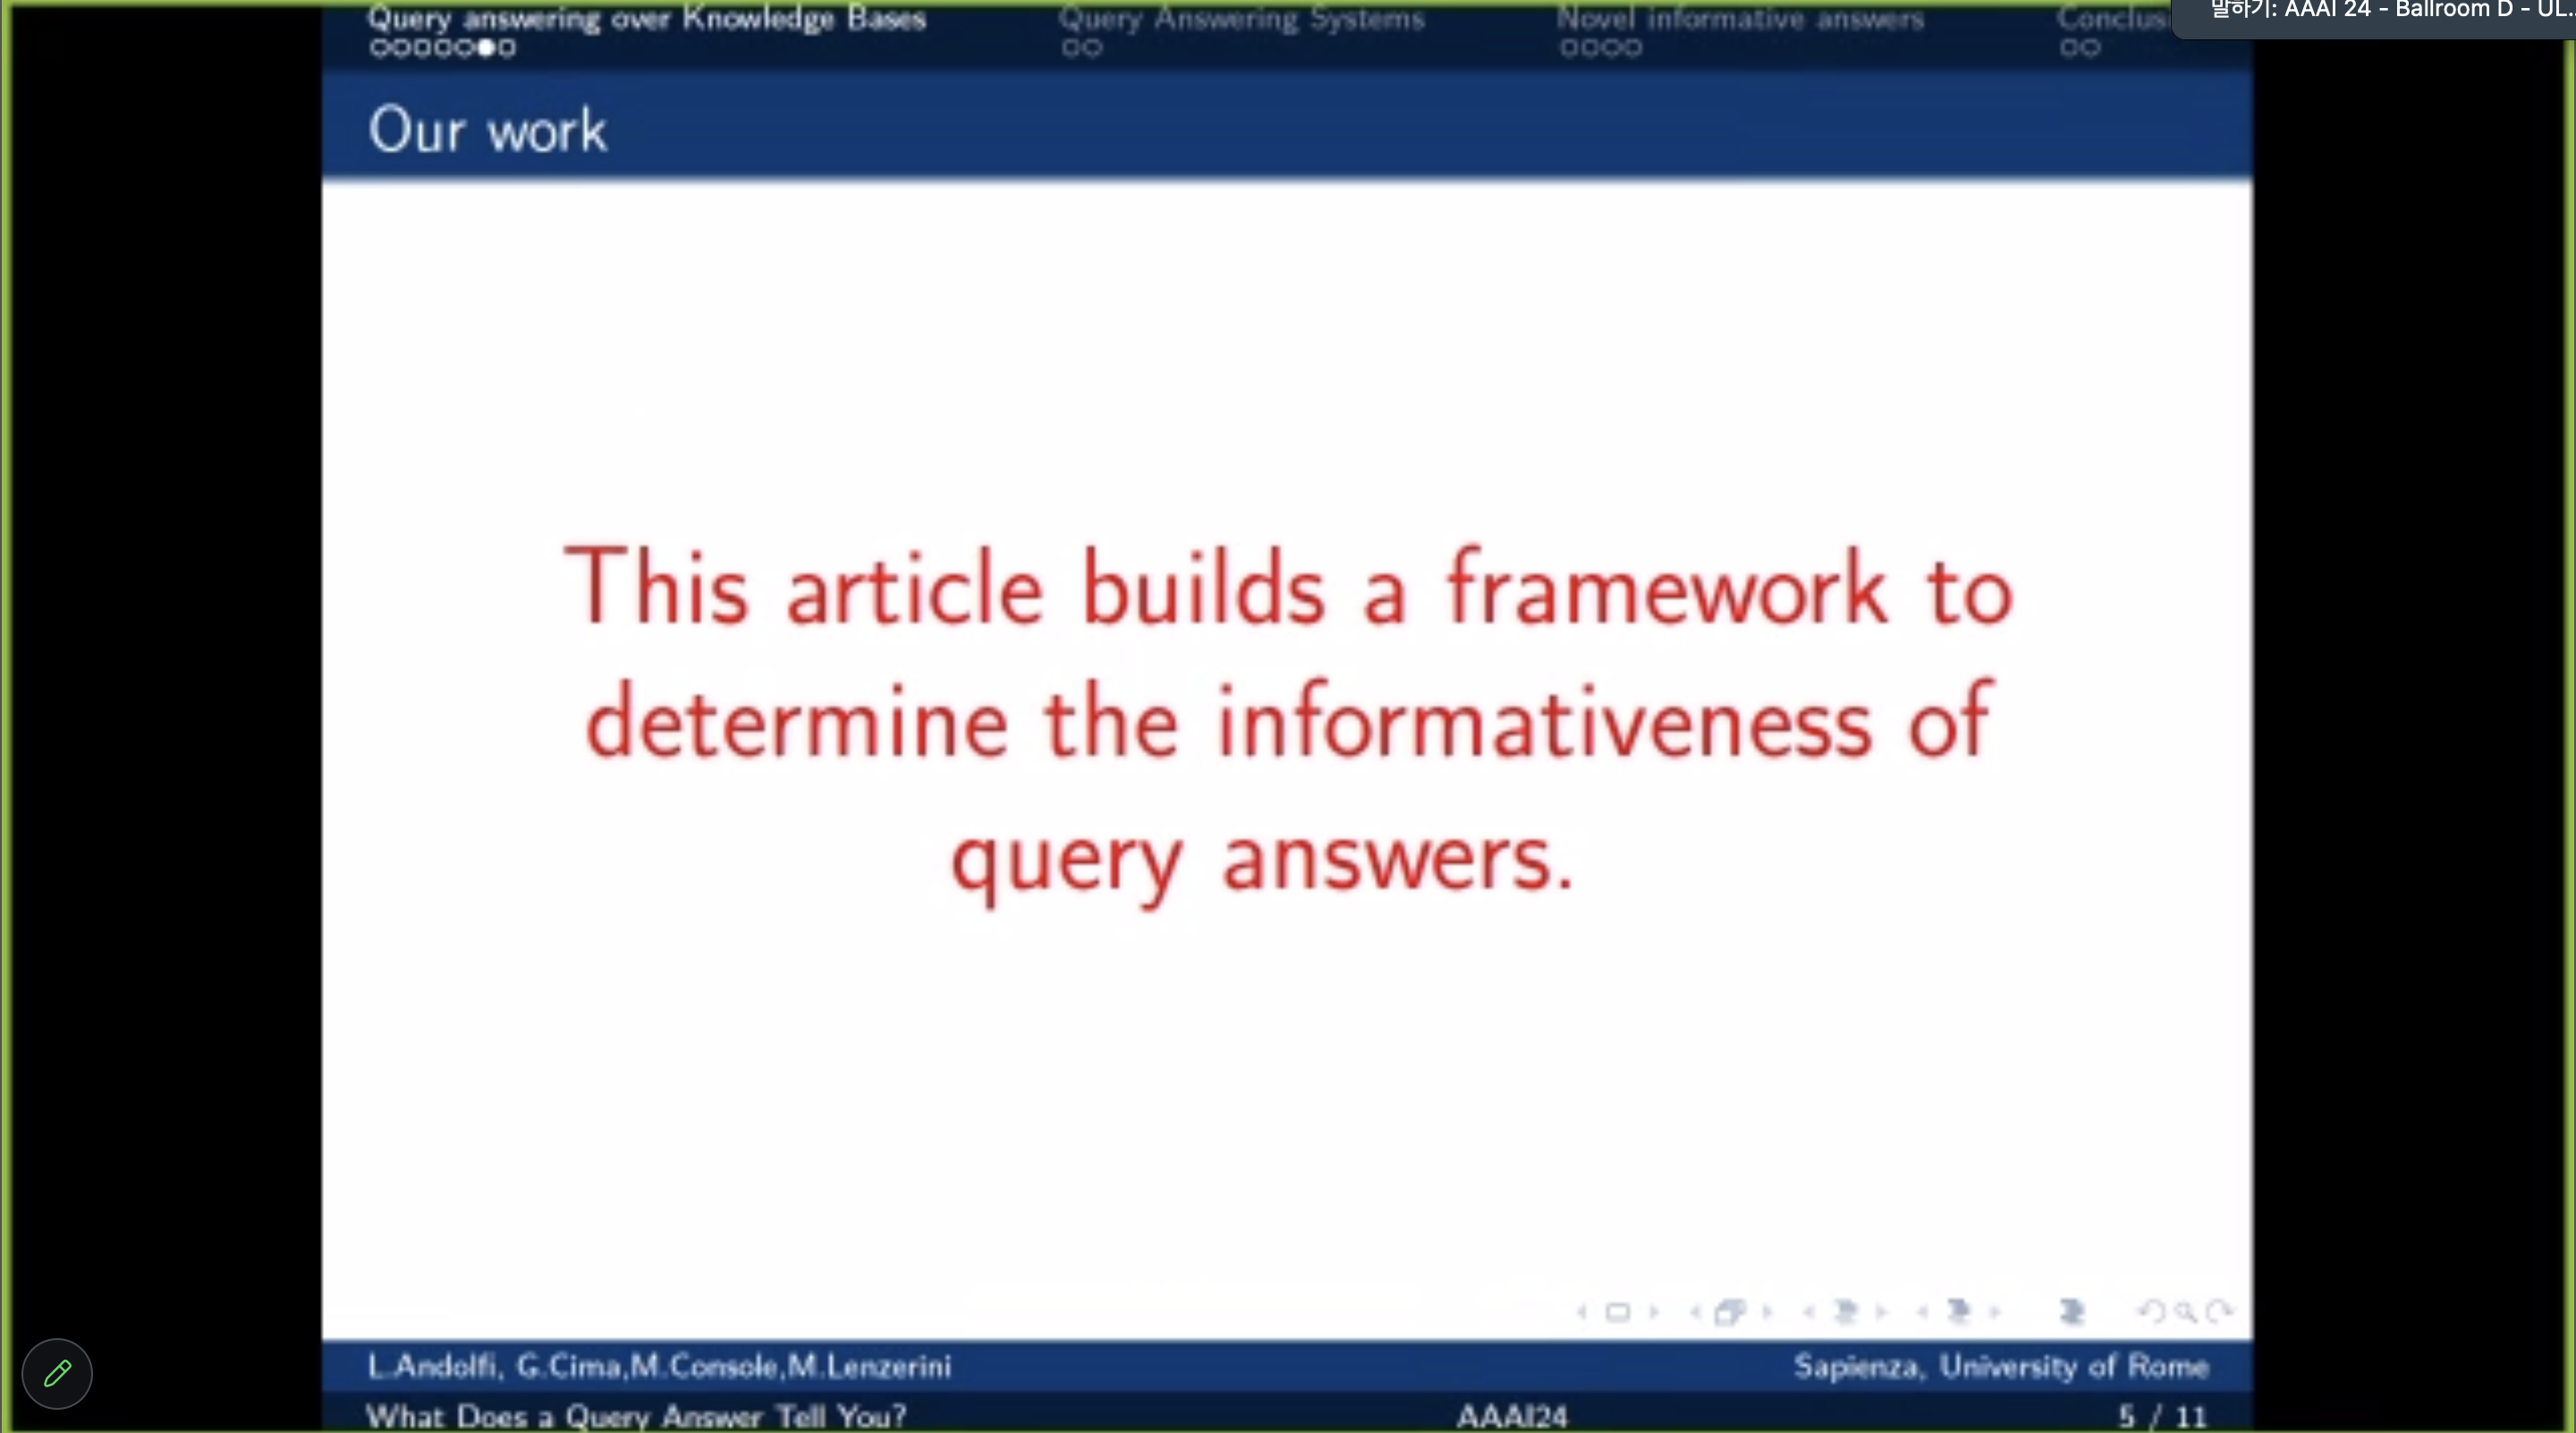 Query answering over Knowledge Bases
Query Answering Systems
Novel informative answers
말하기: AAAI 24 - Ballroom D - UL..
Our work
This article builds a framework to
determine the informativeness of
query answers.
L.Andolfi, G.Cima,M.Console,M.Lenzerini
Sapienza, University of Rome
What Does a Query Answer Tell You?
AAAI24
5 / 11